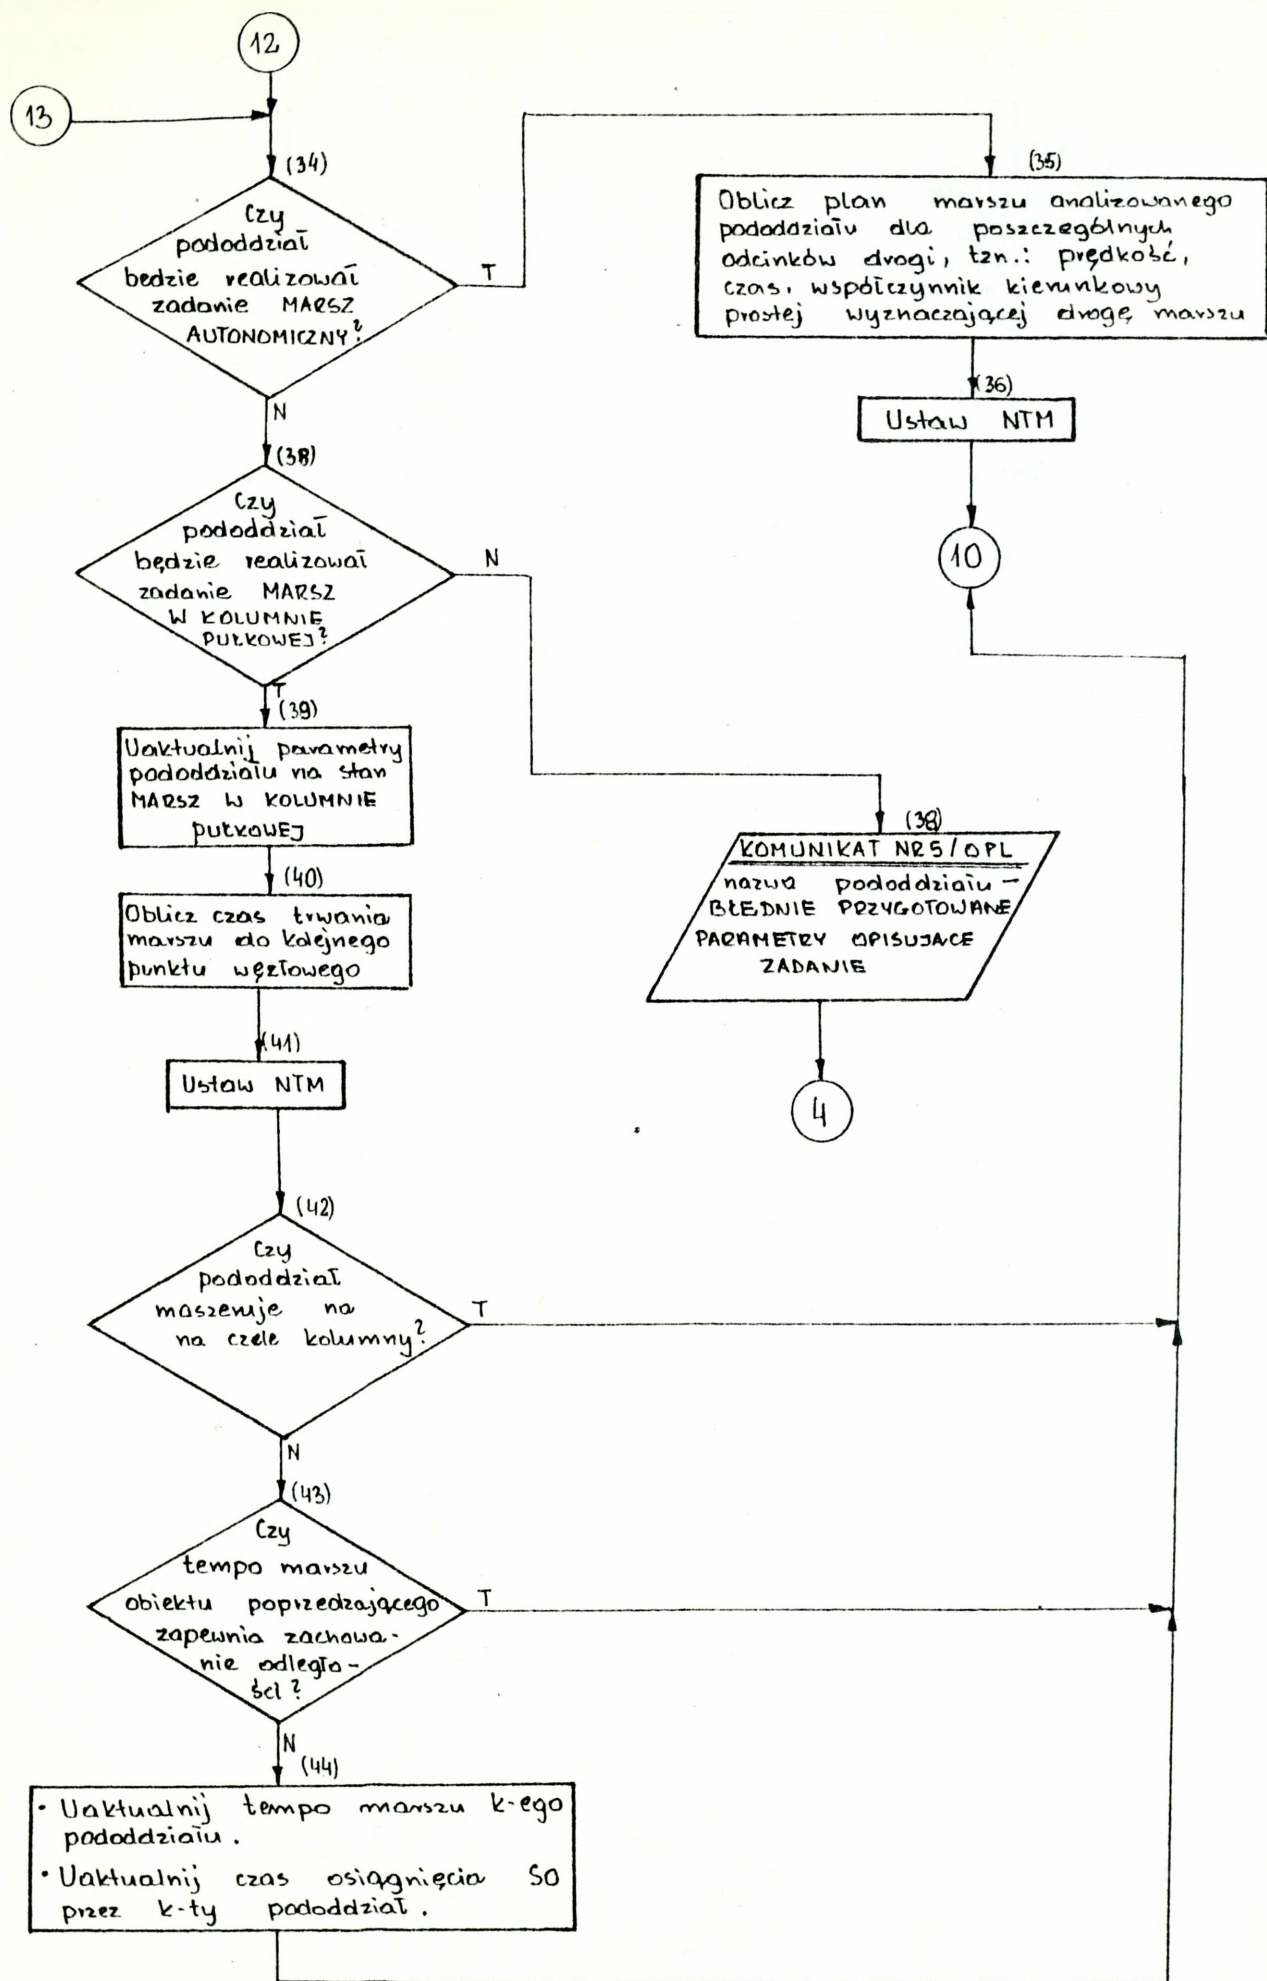 12
13
(34)
Czy
pododdział
bedzie realizował
zadanie MARSZ
AUTONOMICZNY?
T
N
(35)
Oblicz plan marszu analizowanego
pododdziału dla poszczególnych
odcinków drogi, tzn.: prędkość,
czas, współczynnik kierunkowy
prostej wyznaczającej drogę marszu
(36)
Ustaw NTM
10
(38)
Czy
pododdział
będzie realizował
zadanie MARSZ
W KOLUMNIE
PUŁKOWEJ?
N
T
(39)
Uaktualnij parametry
pododdziału na stan
MARSZ W KOLUMNIE
PUŁKOWEJ
(40)
Oblicz czas trwania
marszu do kolejnego
punktu węzłowego
(41)
Ustaw NTM
(38)
KOMUNIKAT NR5/OPL
nazwa pododdziału –
BŁEDNIE PRZYGOTOWANE
PARAMETRY OPISUJACE
ZADANIE
4
(42)
Czy
pododdział
maszeruje na
na czele kolumny?
T
N
(43)
Czy
tempo marszu
obiektu poprzedzającego
zapewnia zachowa-
nie odległo-
ści?
T
N
(44)
• Uaktualnij tempo marszu k-ego
pododdziału.
• Uaktualnij czas osiągnięcia SO
przez k-ty pododdział.